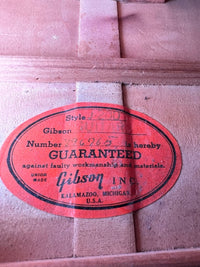 Style
Gibson
Number is hereby
GUARANTEED
against faulty workmanship and materials.
UNION
MADE
Gibson INC.
KALAMAZOO, MICHIGAN,
U.S.A.